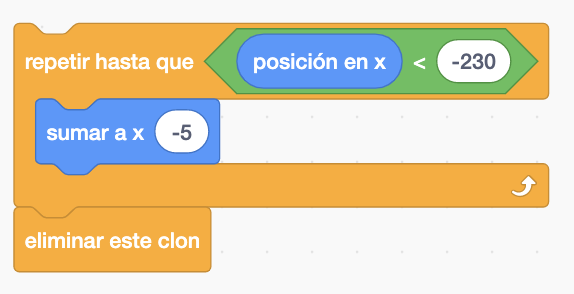 repetir hasta que posición en x < -230
sumar a x -5
eliminar este clon